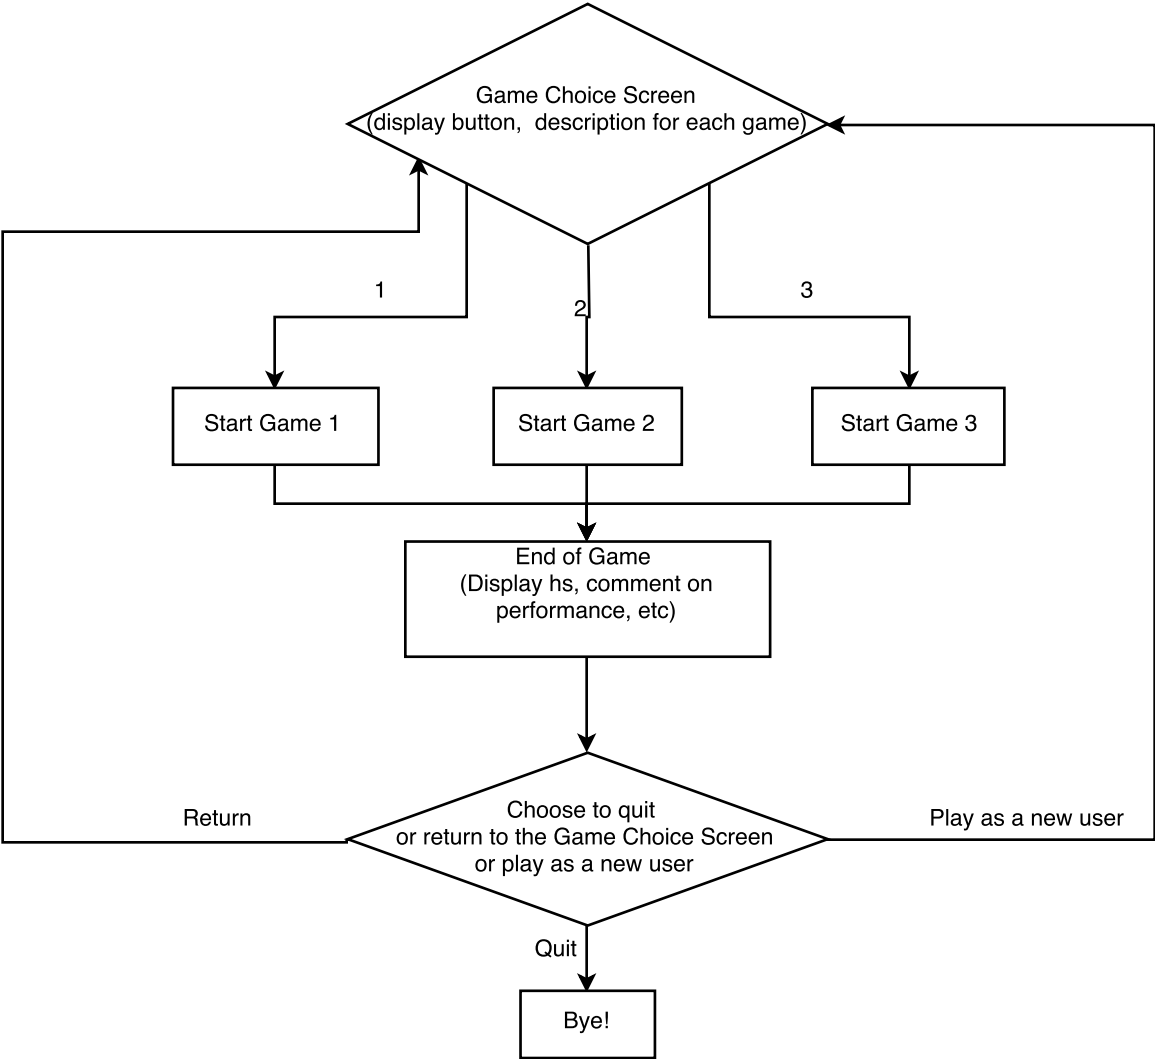 Game Choice Screen
(display button,  description for each game)
1
2
3
Start Game 1
Start Game 2
Start Game 3
End of Game
(Display hs, comment on
performance, etc)
Return
Choose to quit
or return to the Game Choice Screen
or play as a new user
Play as a new user
Quit
Bye!